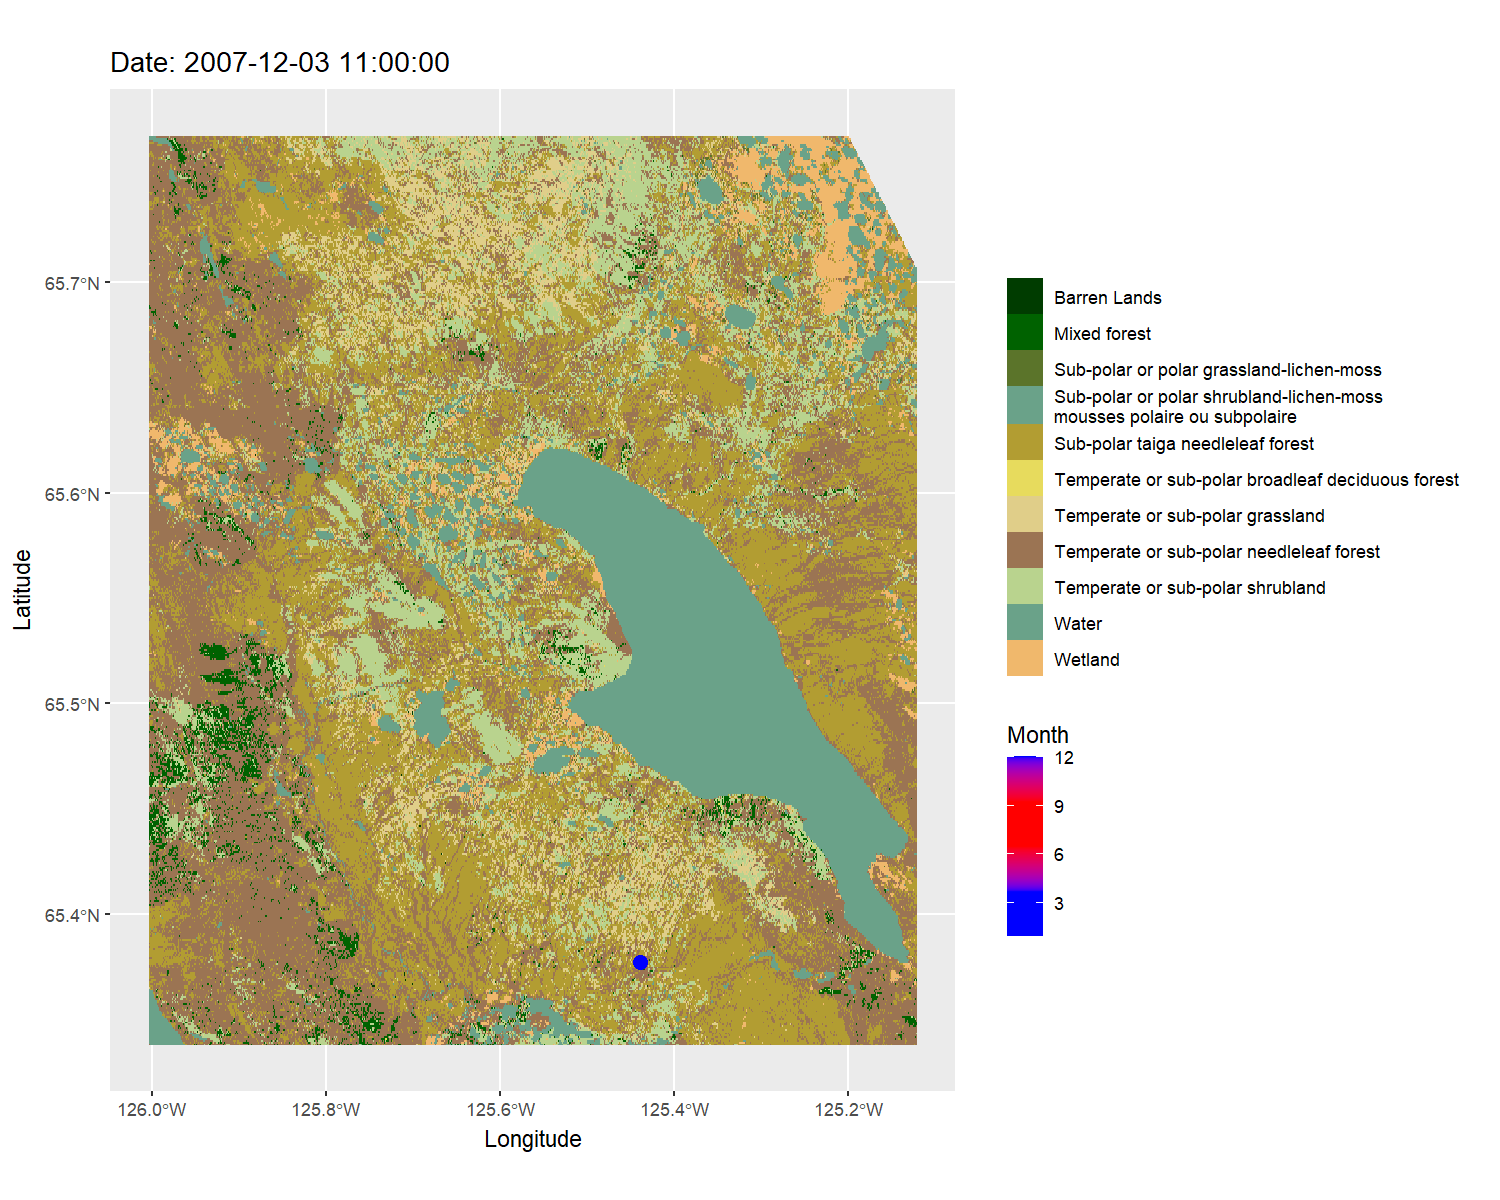 Date: 2007-12-03 11:00:00
65.7°N
65.6°N
65.5°N
65.4°N
Latitude
126.0°W
125.8°W
125.6°W
125.4°W
125.2°W
Longitude
Barren Lands
Mixed forest
Sub-polar or polar grassland-lichen-moss
Sub-polar or polar shrubland-lichen-moss
mousses polaire ou subpolaire
Sub-polar taiga needleleaf forest
Temperate or sub-polar broadleaf deciduous forest
Temperate or sub-polar grassland
Temperate or sub-polar needleleaf forest
Temperate or sub-polar shrubland
Water
Wetland
Month
12
9
6
3